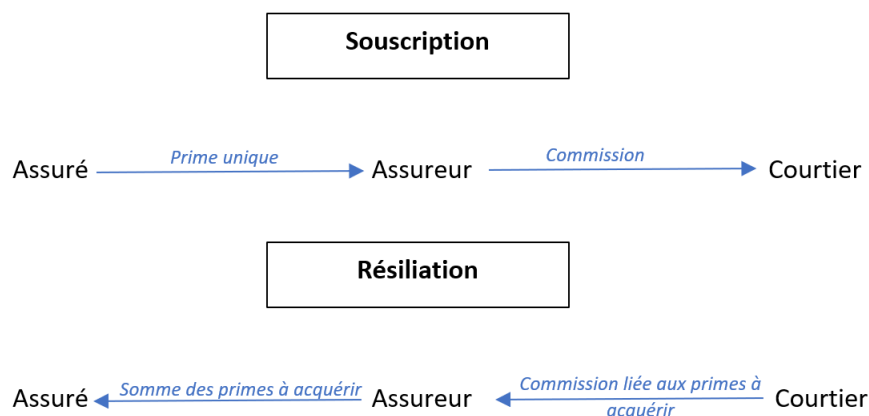 Souscription
Prime unique
Commission
Assuré
Assureur
Courtier
Résiliation
Somme des primes à acquérir
Commission liée aux primes à
acquérir
Assuré
Assureur
Courtier